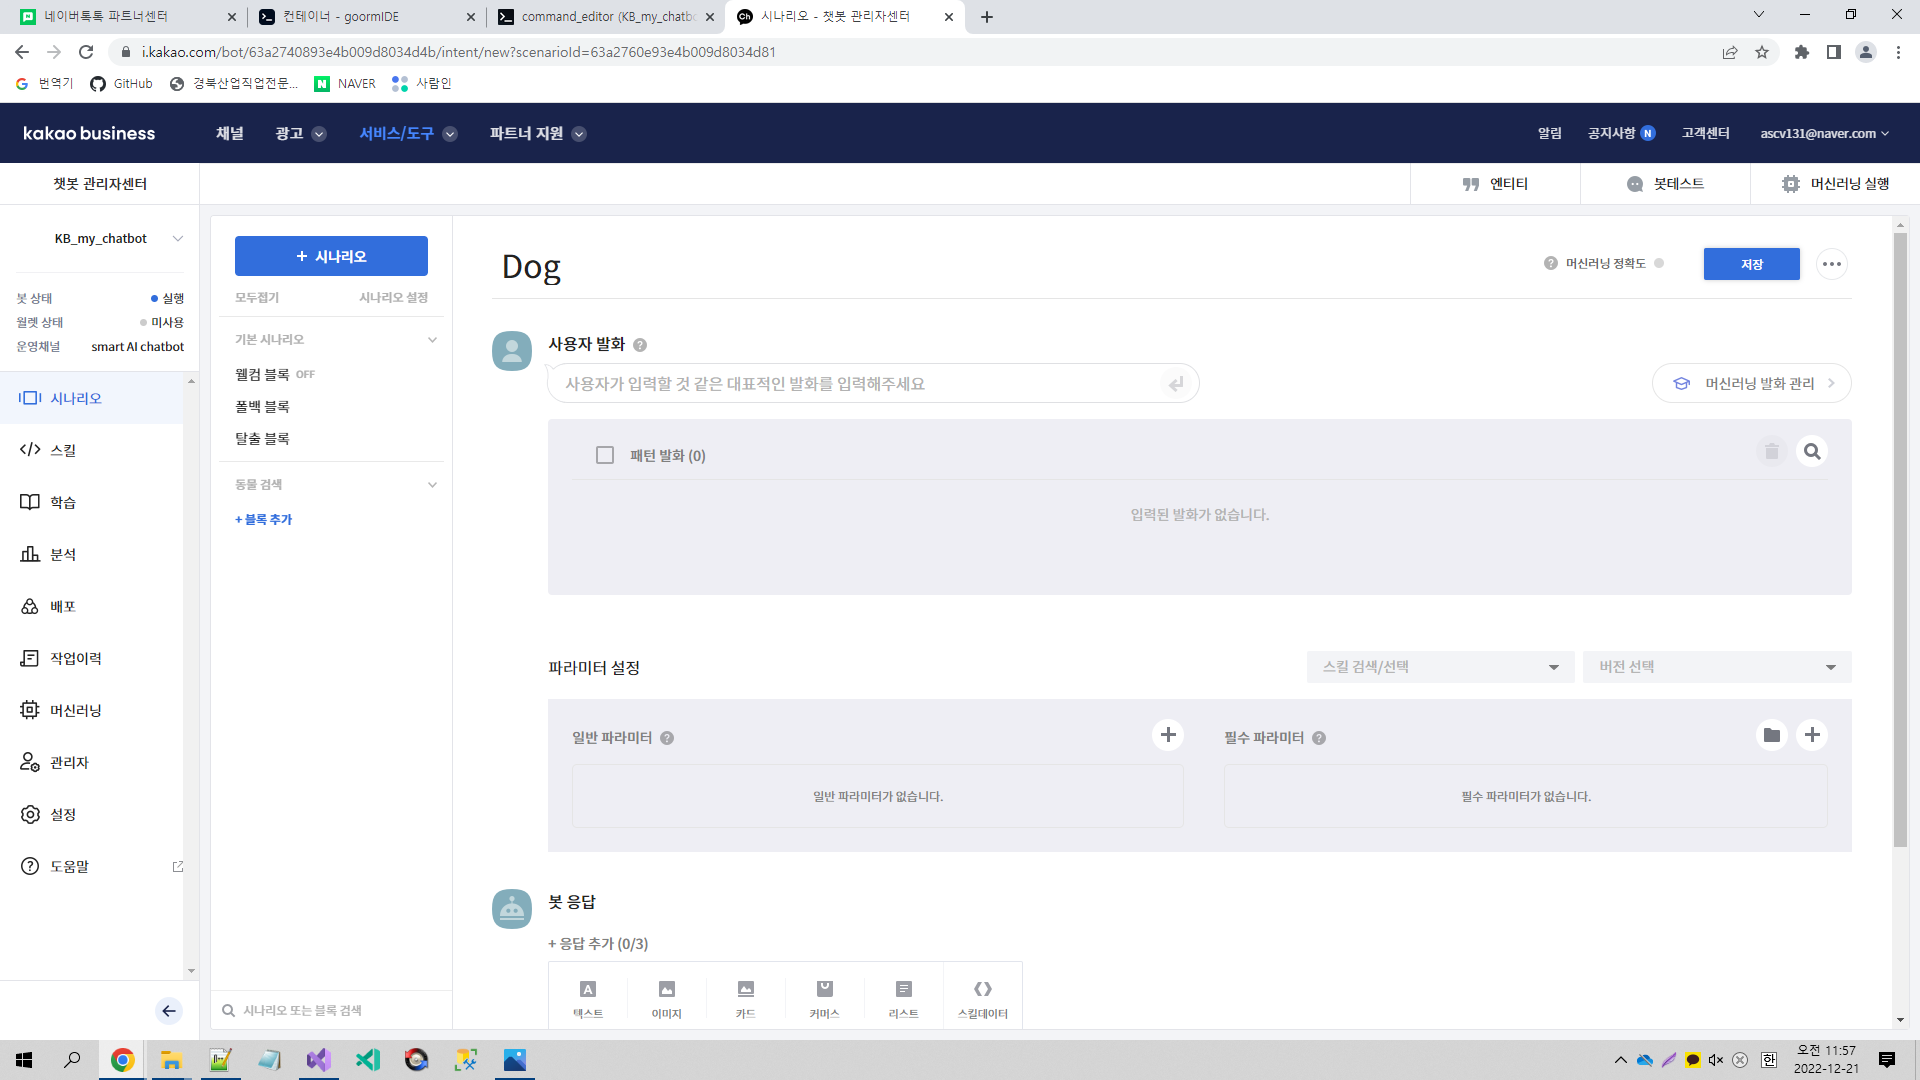 네이버톡톡 파트너센터
컨테이너 - goormIDE
command_editor (KB_my_chatbo
시나리오 - 챗봇 관리자센터
i.kakao.com/bot/63a2740893e4b009d8034d4b/intent/new?scenarioId=63a2760e93e4b009d8034d81
번역기
GitHub
경북산업직업전문...
NAVER
사람인
kakao business
채널
광고
서비스/도구
파트너 지원
알림
공지사항 N
고객센터
ascv131@naver.com
챗봇 관리자센터
엔티티
봇테스트
머신러닝 실행
KB_my_chatbot
봇 상태 실행
월렛 상태 미사용
운영채널 smart AI chatbot
시나리오
스킬
학습
분석
배포
작업이력
머신러닝
관리자
설정
도움말
+ 시나리오
모두접기 시나리오 설정
기본 시나리오
웰컴 블록 OFF
폴백 블록
탈출 블록
동물 검색
+ 블록 추가
시나리오 또는 블록 검색
Dog
머신러닝 정확도
저장
사용자 발화
사용자가 입력할 것 같은 대표적인 발화를 입력해주세요
머신러닝 발화 관리
패턴 발화 (0)
입력된 발화가 없습니다.
파라미터 설정
스킬 검색/선택
버전 선택
일반 파라미터
필수 파라미터
일반 파라미터가 없습니다.
필수 파라미터가 없습니다.
봇 응답
+ 응답 추가 (0/3)
텍스트
이미지
카드
커머스
리스트
스킬데이터
한
오전 11:57
2022-12-21